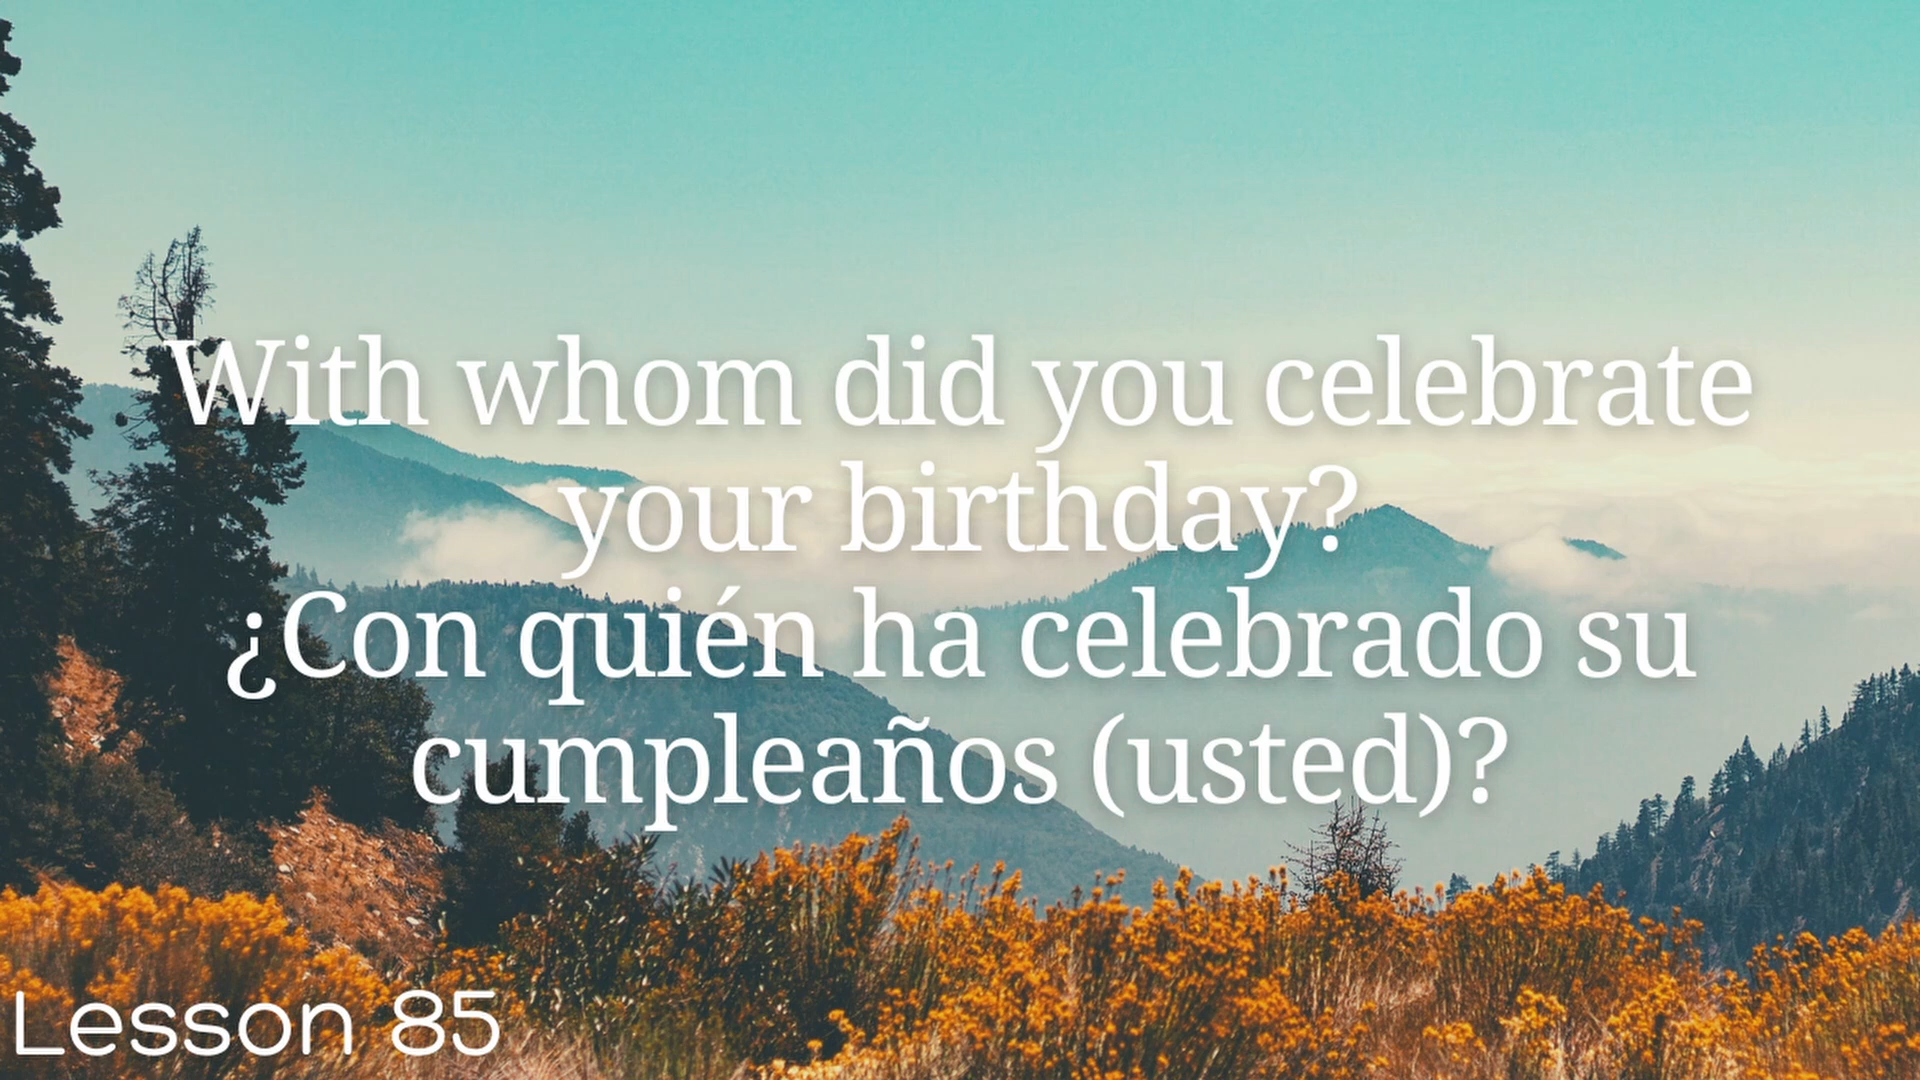 With whom did you celebrate
your birthday?
¿Con quién ha celebrado su
cumpleaños (usted)?
Lesson 85